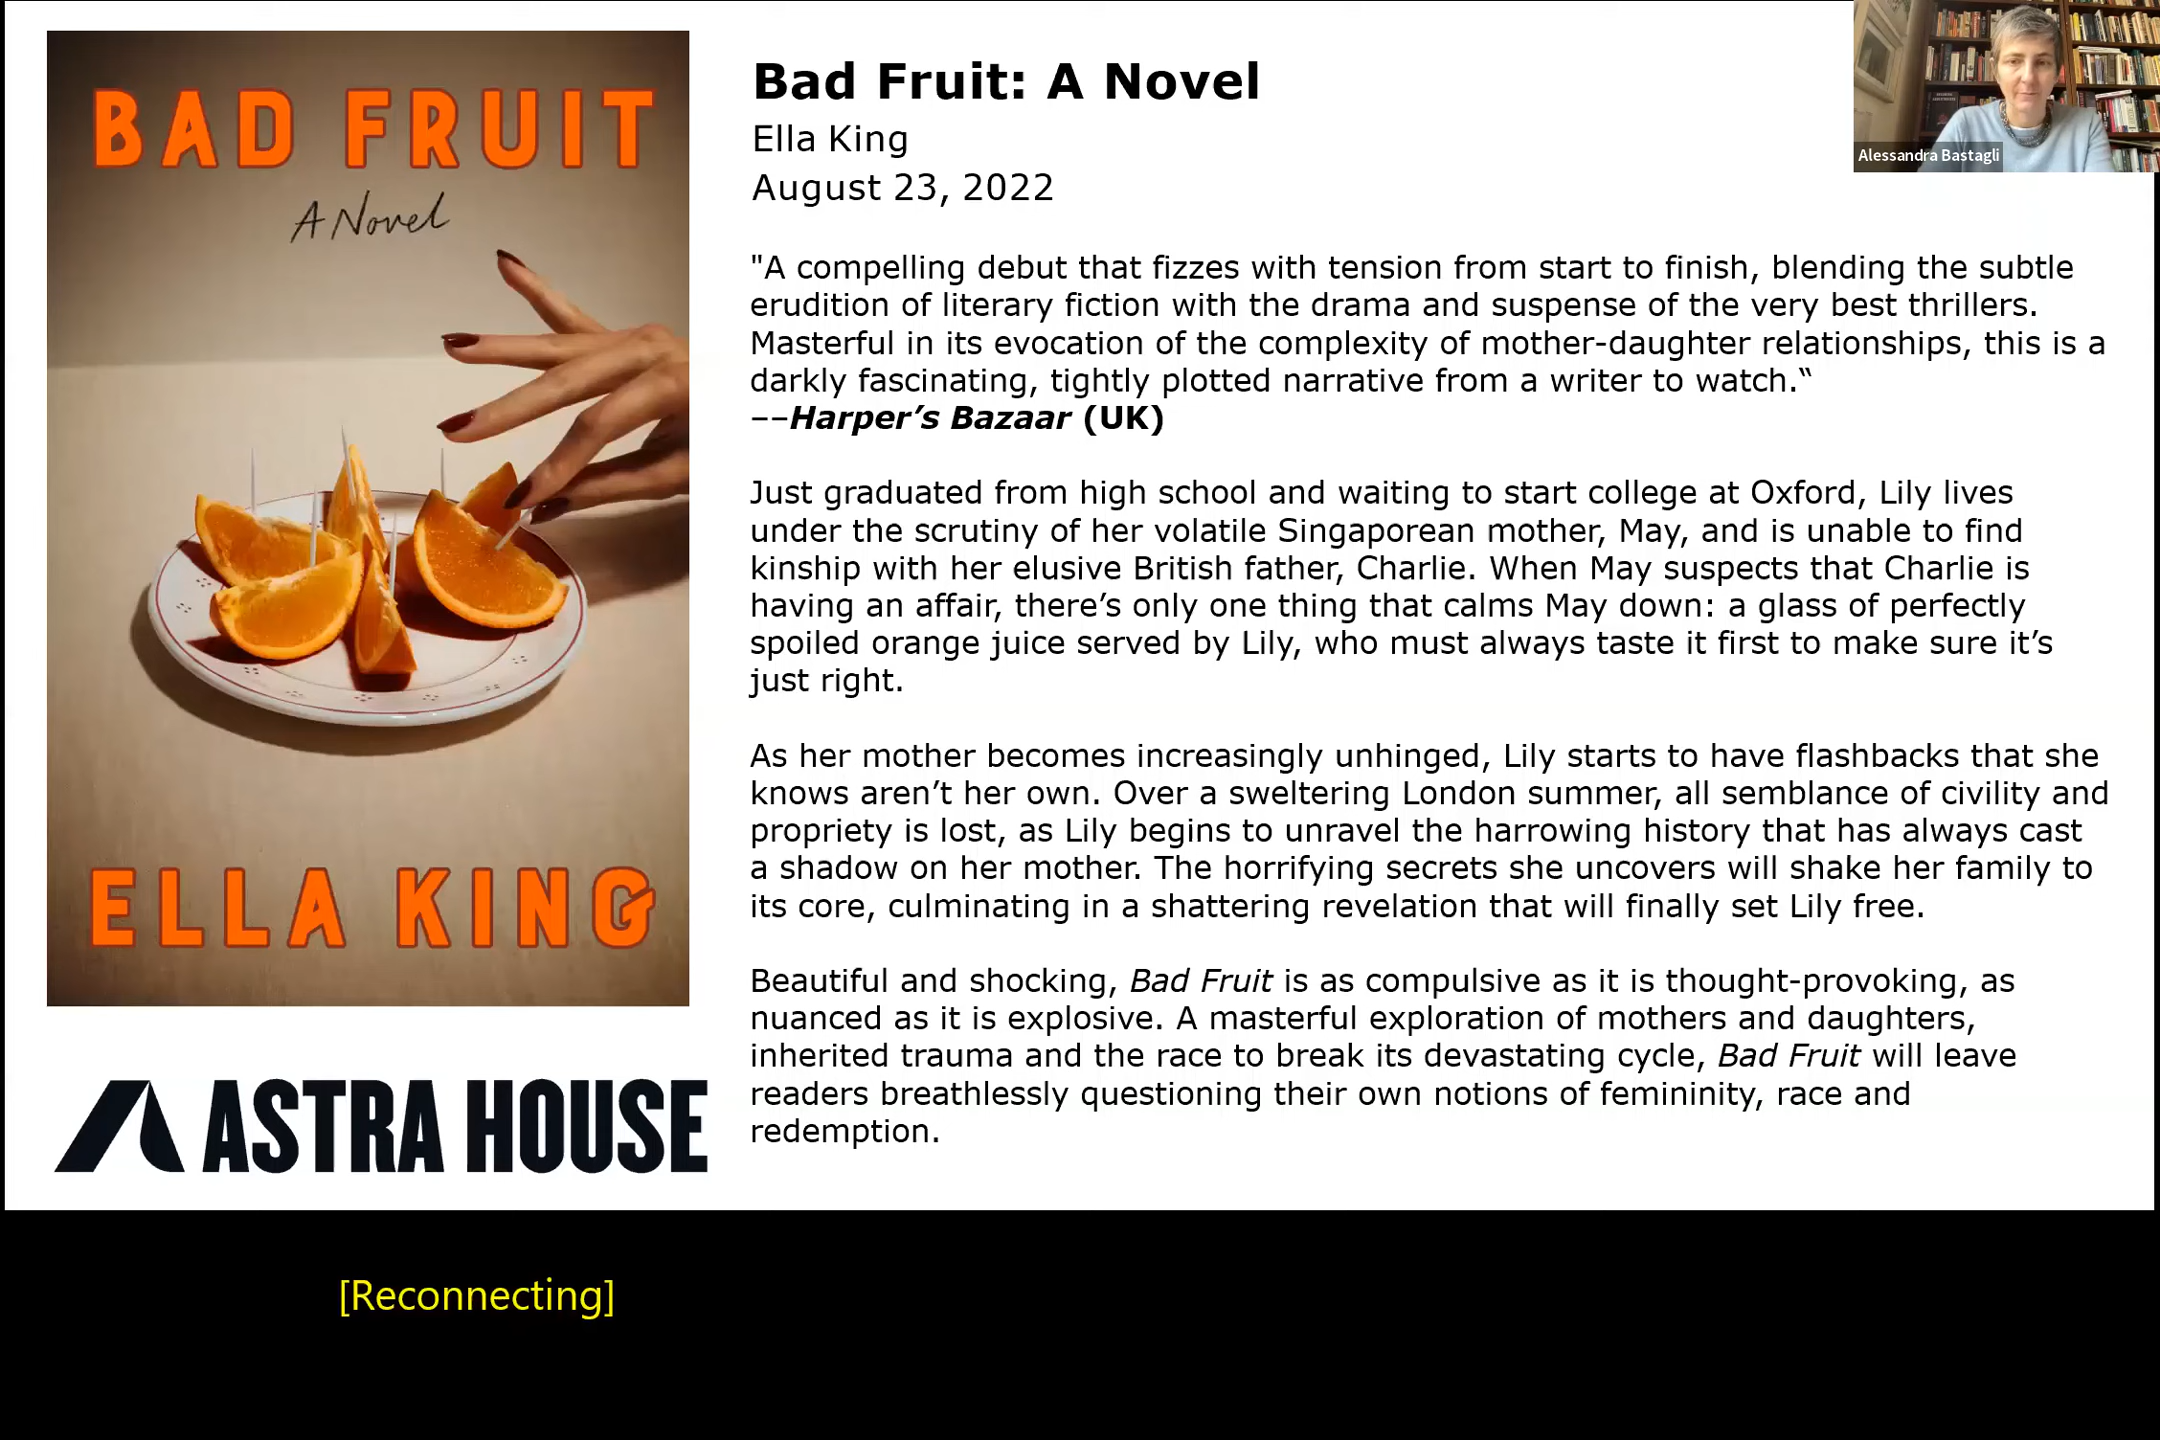 BAD FRUIT
A Novel
ELLA KING
ASTRA HOUSE
Bad Fruit: A Novel
Ella King
August 23, 2022
"A compelling debut that fizzes with tension from start to finish, blending the subtle
erudition of literary fiction with the drama and suspense of the very best thrillers.
Masterful in its evocation of the complexity of mother-daughter relationships, this is a
darkly fascinating, tightly plotted narrative from a writer to watch.“
––Harper’s Bazaar (UK)
Just graduated from high school and waiting to start college at Oxford, Lily lives
under the scrutiny of her volatile Singaporean mother, May, and is unable to find
kinship with her elusive British father, Charlie. When May suspects that Charlie is
having an affair, there’s only one thing that calms May down: a glass of perfectly
spoiled orange juice served by Lily, who must always taste it first to make sure it’s
just right.
As her mother becomes increasingly unhinged, Lily starts to have flashbacks that she
knows aren’t her own. Over a sweltering London summer, all semblance of civility and
propriety is lost, as Lily begins to unravel the harrowing history that has always cast
a shadow on her mother. The horrifying secrets she uncovers will shake her family to
its core, culminating in a shattering revelation that will finally set Lily free.
Beautiful and shocking, Bad Fruit is as compulsive as it is thought-provoking, as
nuanced as it is explosive. A masterful exploration of mothers and daughters,
inherited trauma and the race to break its devastating cycle, Bad Fruit will leave
readers breathlessly questioning their own notions of femininity, race and
redemption.
Alessandra Bastagli
[Reconnecting]